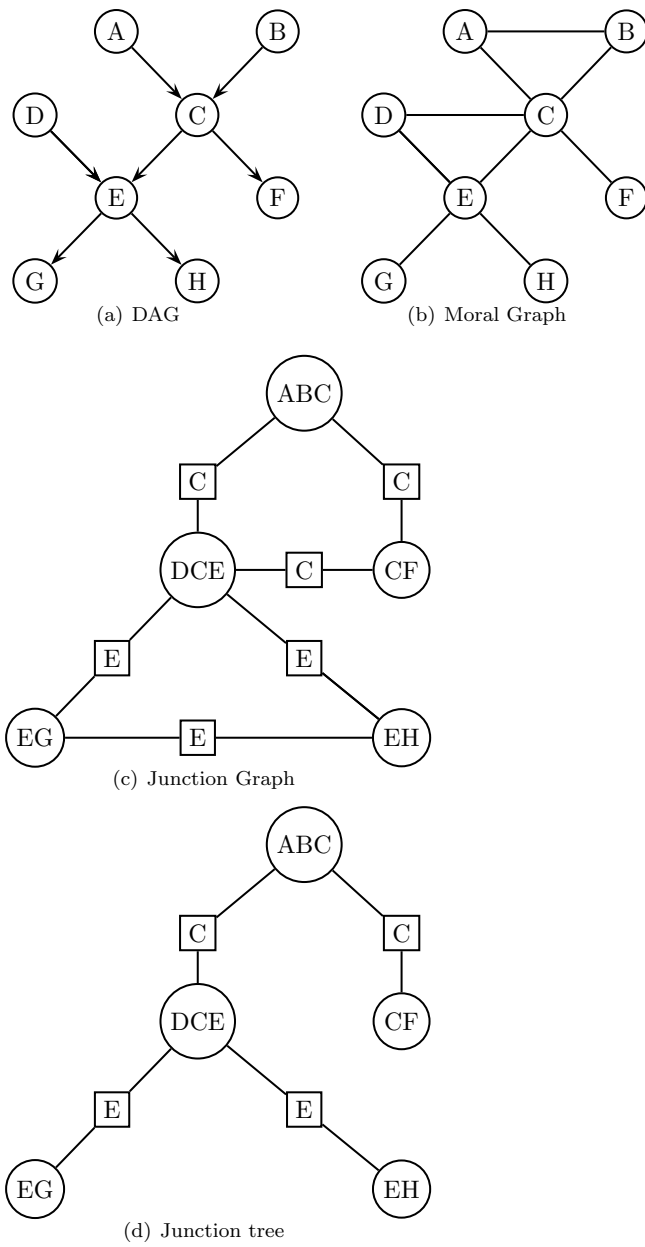 A B A B
D C D C
E F E F
G H G H
(a) DAG (b) Moral Graph
ABC
C C
DCE C CF
E E
EG E EH
(c) Junction Graph
ABC
C C
DCE CF
E E
EG EH
(d) Junction tree